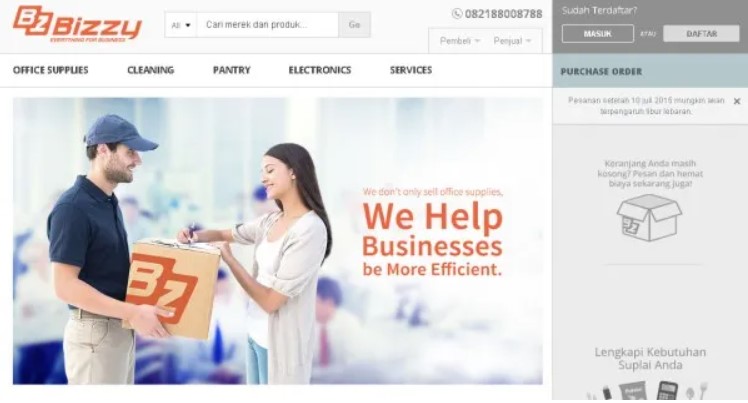 Bizzy
EVERYTHING FOR BUSINESS
All
Cari merek dan produk...
Go
082188008788
Pembeli
Penjual
OFFICE SUPPLIES
CLEANING
PANTRY
ELECTRONICS
SERVICES
We don't only sell office supplies,
We Help
Businesses
be More Efficient.
BZ
Sudah Terdaftar?
MASUK
ATAU
DAFTAR
PURCHASE ORDER
Pesanan setelah 10 juli 2015 mungkin akan
terpengaruh libur lebaran.
Keranjang Anda masih
kosong? Pesan dan hemat
biaya sekarang juga!
Lengkapi Kebutuhan
Suplai Anda